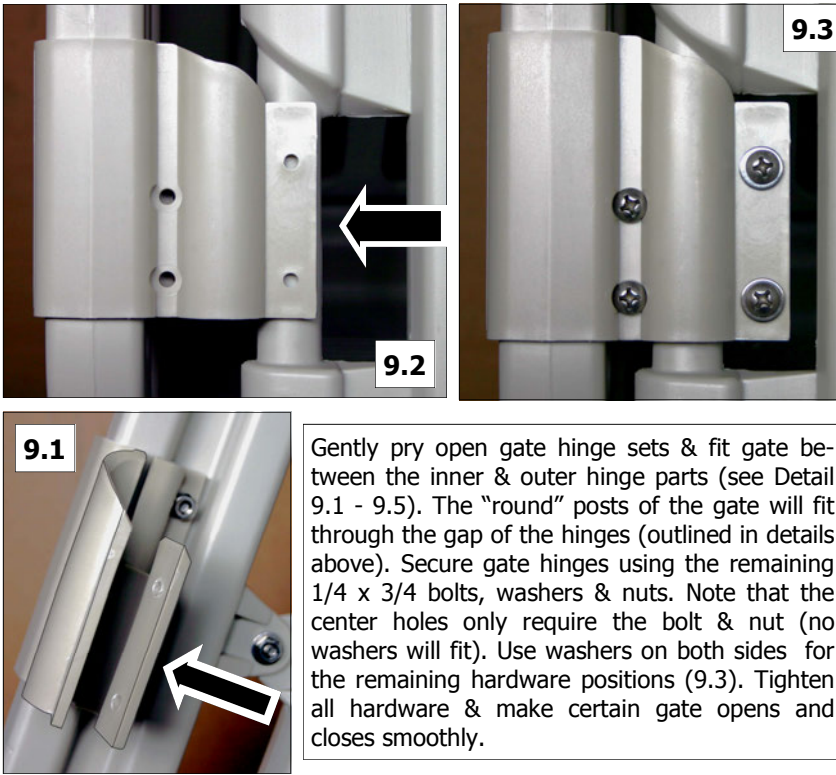 9.2
9.3
9.1
Gently pry open gate hinge sets & fit gate be-
tween the inner & outer hinge parts (see Detail
9.1 - 9.5). The “round” posts of the gate will fit
through the gap of the hinges (outlined in details
above). Secure gate hinges using the remaining
1/4 x 3/4 bolts, washers & nuts. Note that the
center holes only require the bolt & nut (no
washers will fit). Use washers on both sides for
the remaining hardware positions (9.3). Tighten
all hardware & make certain gate opens and
closes smoothly.